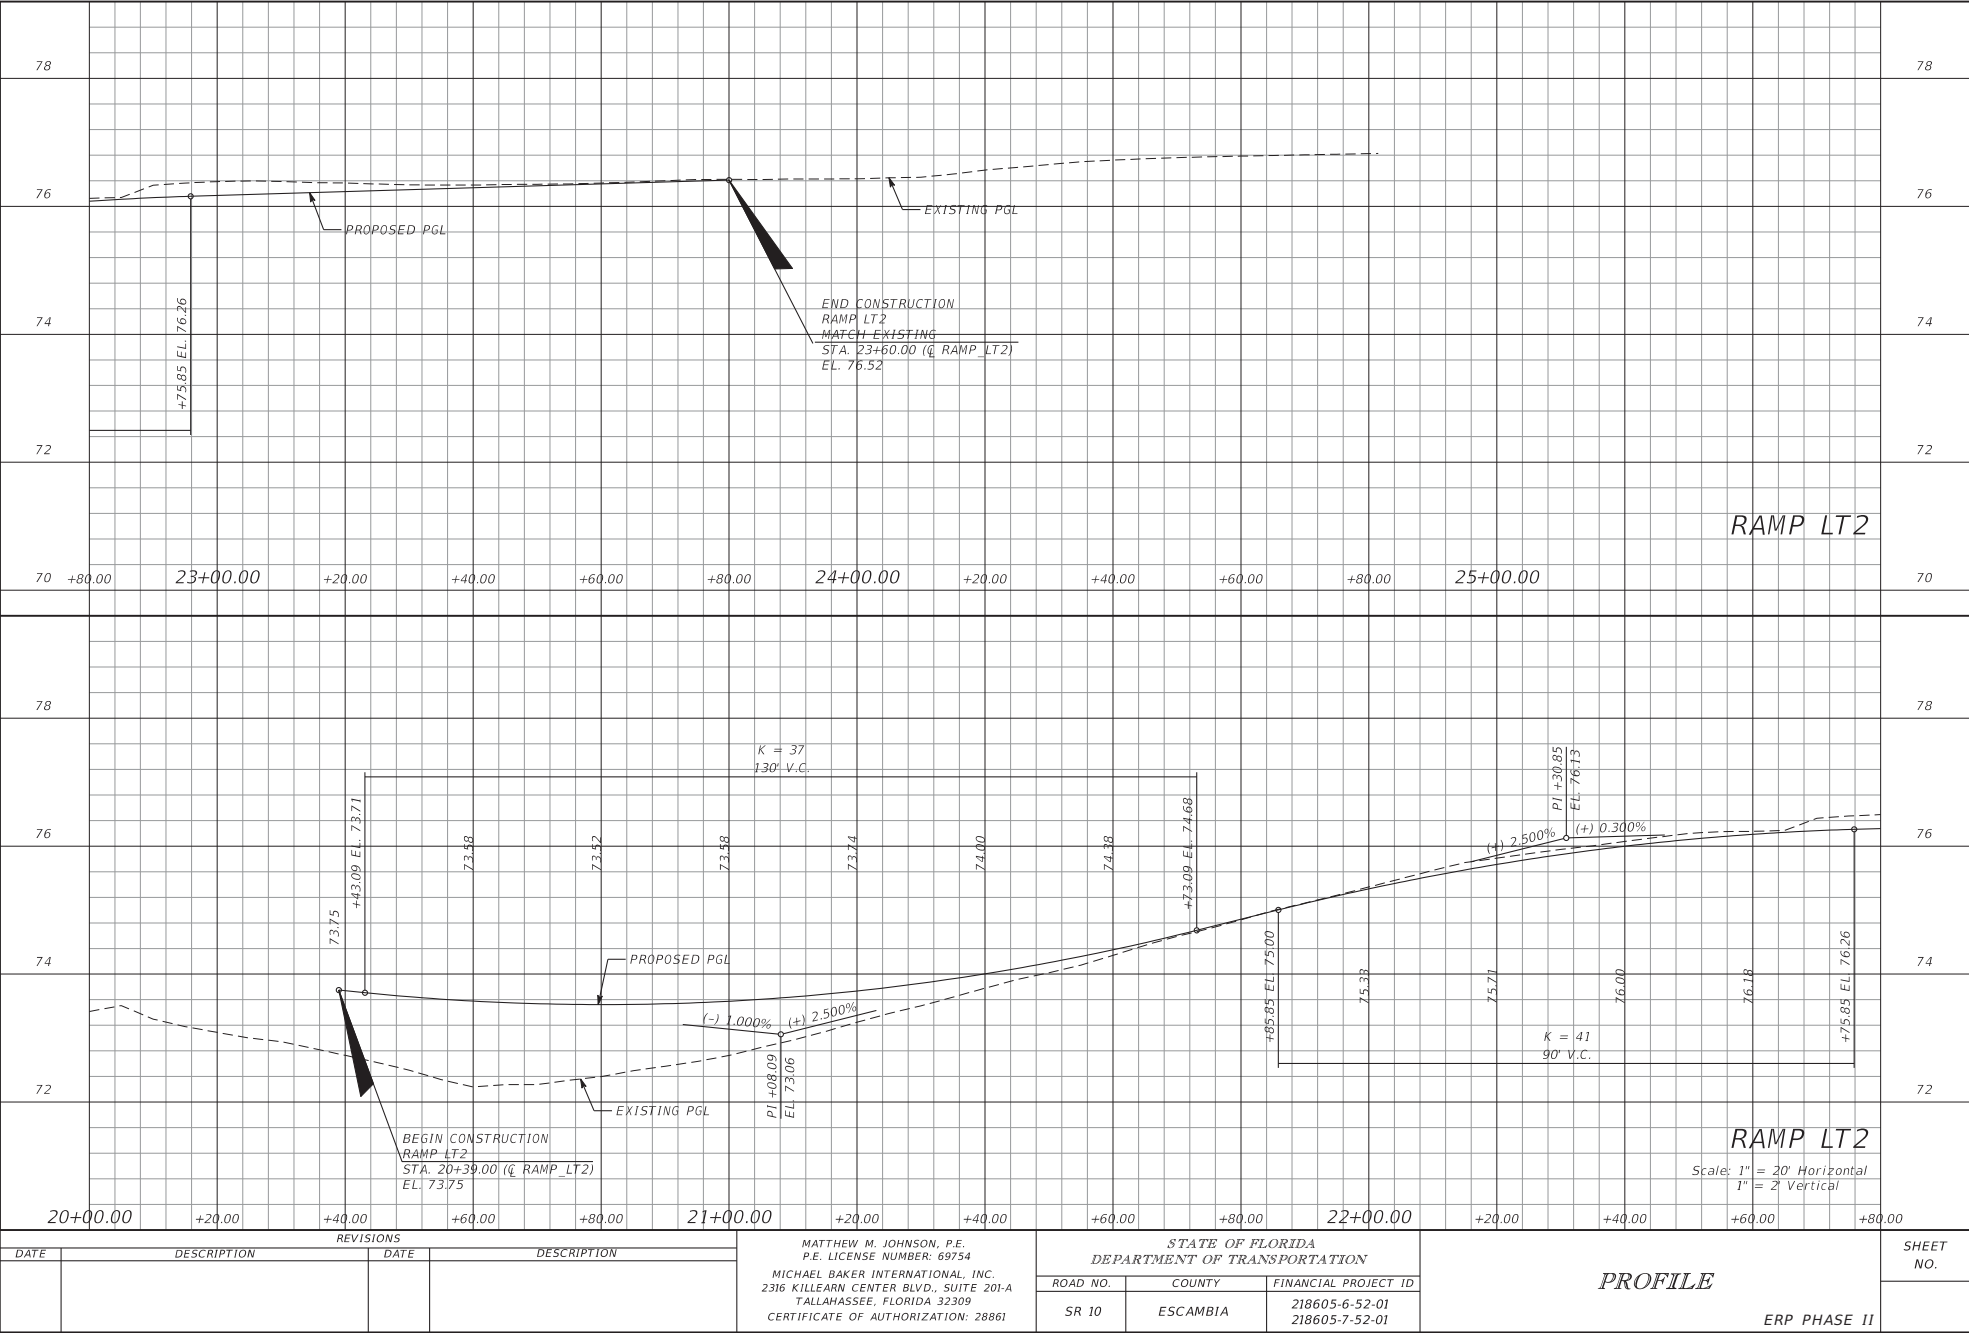 78
78
76
76
PROPOSED PGL
EXISTING PGL
+75.85 EL. 76.26
END CONSTRUCTION
RAMP LT2
MATCH EXISTING
STA. 23+60.00 (℄ RAMP_LT2)
EL. 76.52
74
74
72
72
RAMP LT2
70
70
+80.00
23+00.00
+20.00
+40.00
+60.00
+80.00
24+00.00
+20.00
+40.00
+60.00
+80.00
25+00.00
78
78
K = 37
130' V.C.
PI +30.85
EL. 76.13
76
76
73.75
+43.09 EL. 73.71
73.58
73.52
73.58
73.74
74.00
74.38
+73.09 EL. 74.68
(+) 2.500%
(+) 0.300%
74
74
PROPOSED PGL
(-) 1.000%
(+) 2.500%
+85.85 EL. 75.00
75.33
75.71
76.00
76.18
+75.85 EL. 76.26
K = 41
90' V.C.
PI +08.09
EL. 73.06
72
72
EXISTING PGL
BEGIN CONSTRUCTION
RAMP LT2
STA. 20+39.00 (℄ RAMP_LT2)
EL. 73.75
RAMP LT2
Scale: 1" = 20' Horizontal
1" = 2' Vertical
20+00.00
+20.00
+40.00
+60.00
+80.00
21+00.00
+20.00
+40.00
+60.00
+80.00
22+00.00
+20.00
+40.00
+60.00
+80.00
REVISIONS
DATE
DESCRIPTION
DATE
DESCRIPTION
MATTHEW M. JOHNSON, P.E.
P.E. LICENSE NUMBER: 69754
MICHAEL BAKER INTERNATIONAL, INC.
2316 KILLEARN CENTER BLVD., SUITE 201-A
TALLAHASSEE, FLORIDA 32309
CERTIFICATE OF AUTHORIZATION: 28861
STATE OF FLORIDA
DEPARTMENT OF TRANSPORTATION
ROAD NO.
COUNTY
FINANCIAL PROJECT ID
SR 10
ESCAMBIA
218605-6-52-01
218605-7-52-01
PROFILE
ERP PHASE II
SHEET
NO.